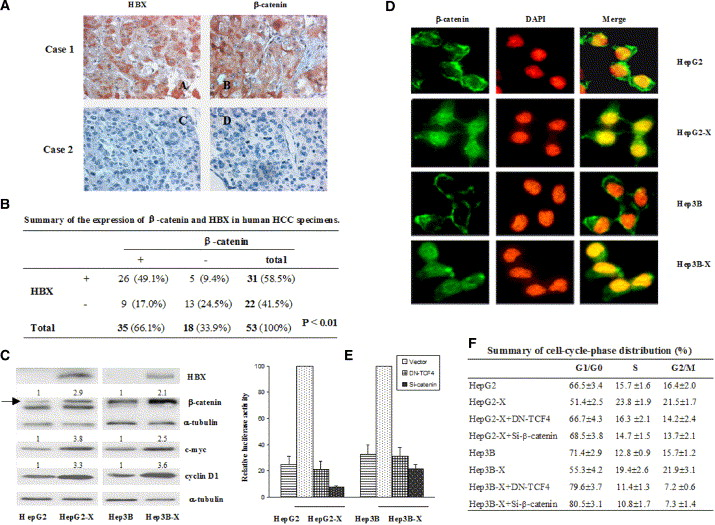 A
HBX β-catenin
Case 1
A B
Case 2
C D
B
Summary of the expression of β-catenin and HBX in human HCC specimens.
β-catenin
+ - total
HBX + 26 (49.1%) 5 (9.4%) 31 (58.5%)
- 9 (17.0%) 13 (24.5%) 22 (41.5%)
Total 35 (66.1%) 18 (33.9%) 53 (100%) P < 0.01
C
HBX
1 2.9 1 2.1
β-catenin
α-tubulin
1 3.8 1 2.5
c-myc
1 3.3 1 3.6
cyclin D1
α-tubulin
HepG2 HepG2-X Hep3B Hep3B-X
D
β-catenin DAPI Merge
HepG2
HepG2-X
Hep3B
Hep3B-X
E
Vector
DN-TCF4
Si-catenin
Relative luciferase activity
100
80
60
40
20
0
HepG2 HepG2-X Hep3B Hep3B-X
F
Summary of cell-cycle-phase distribution (%)
G1/G0 S G2/M
HepG2 66.5±3.4 15.7 ±1.6 16.4±2.0
HepG2-X 51.4±2.5 23.8 ±1.9 21.5±1.7
HepG2-X+DN-TCF4 66.7±4.3 16.3 ±2.1 14.2±2.4
HepG2-X+Si-β-catenin 68.5±3.8 14.7 ±1.5 13.7±2.1
Hep3B 71.4±2.9 12.8 ±0.9 15.7±1.2
Hep3B-X 55.3±4.2 19.4±2.6 21.9±3.1
Hep3B-X+DN-TCF4 79.6±3.7 11.4±1.3 7.2 ±0.6
Hep3B-X+Si-β-catenin 80.5±3.1 10.8±1.7 7.3 ±1.4